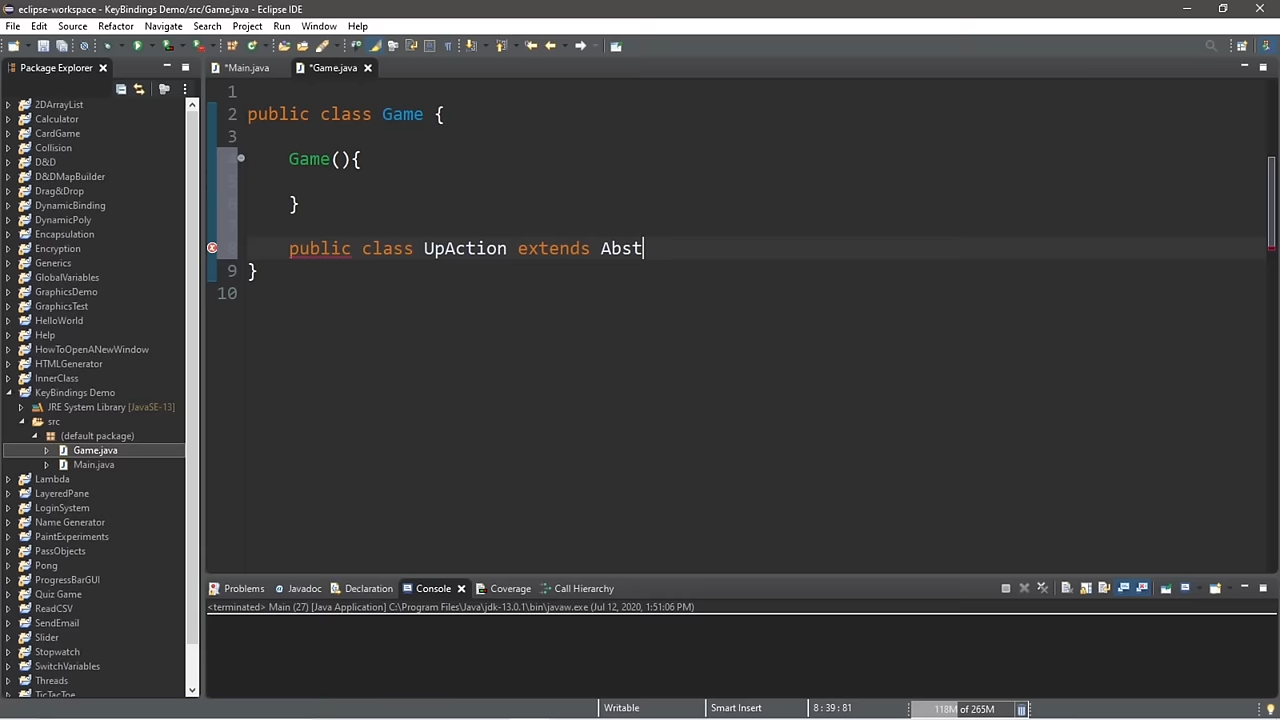 eclipse-workspace - KeyBindings Demo/src/Game.java - Eclipse IDE
File Edit Source Refactor Navigate Search Project Run Window Help
Package Explorer
*Main.java *Game.java
2DArrayList
Calculator
CardGame
Collision
D&D
D&DMapBuilder
Drag&Drop
DynamicBinding
DynamicPoly
Encapsulation
Encryption
Generics
GlobalVariables
GraphicsDemo
GraphicsTest
HelloWorld
Help
HowToOpenANewWindow
HTMLGenerator
InnerClass
KeyBindings Demo
JRE System Library [JavaSE-13]
src
(default package)
Game.java
Main.java
Lambda
LayeredPane
LoginSystem
Name Generator
PaintExperiments
PassObjects
Pong
ProgressBarGUI
Quiz Game
ReadCSV
SendEmail
Slider
Stopwatch
SwitchVariables
Threads
TicTacToe
1
2 public class Game {
3
Game(){
}
public class UpAction extends Abst
9 }
10
Problems Javadoc Declaration Console Coverage Call Hierarchy
<terminated> Main (27) [Java Application] C:\Program Files\Java\jdk-13.0.1\bin\javaw.exe (Jul 12, 2020, 1:51:06 PM)
Writable Smart Insert 8 : 39 : 81 118M of 265M